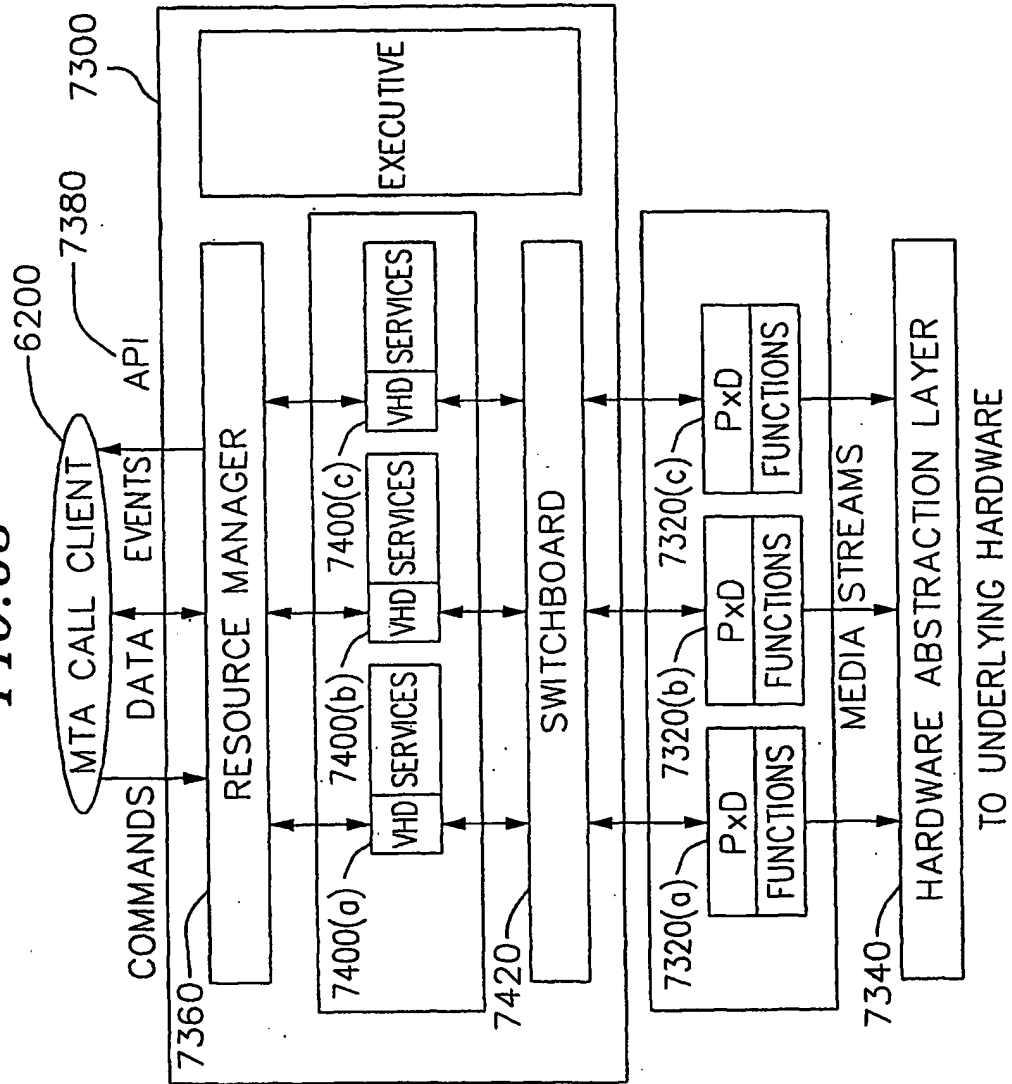 6200
MTA CALL CLIENT
7380
COMMANDS
DATA
EVENTS
API
7300
7360
RESOURCE MANAGER
EXECUTIVE
7400(a)
7400(b)
7400(c)
VHD SERVICES
VHD SERVICES
VHD SERVICES
7420
SWITCHBOARD
7320(a)
7320(b)
7320(c)
PxD
FUNCTIONS
PxD
FUNCTIONS
PxD
FUNCTIONS
MEDIA STREAMS
7340
HARDWARE ABSTRACTION LAYER
TO UNDERLYING HARDWARE